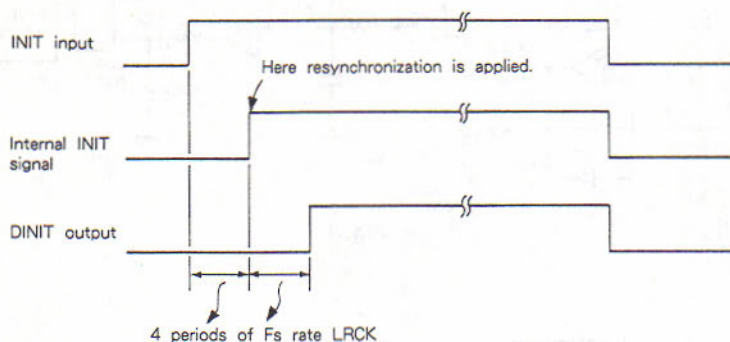 INIT input
Here resynchronization is applied.
Internal INIT
signal
DINIT output
4 periods of Fs rate LRCK